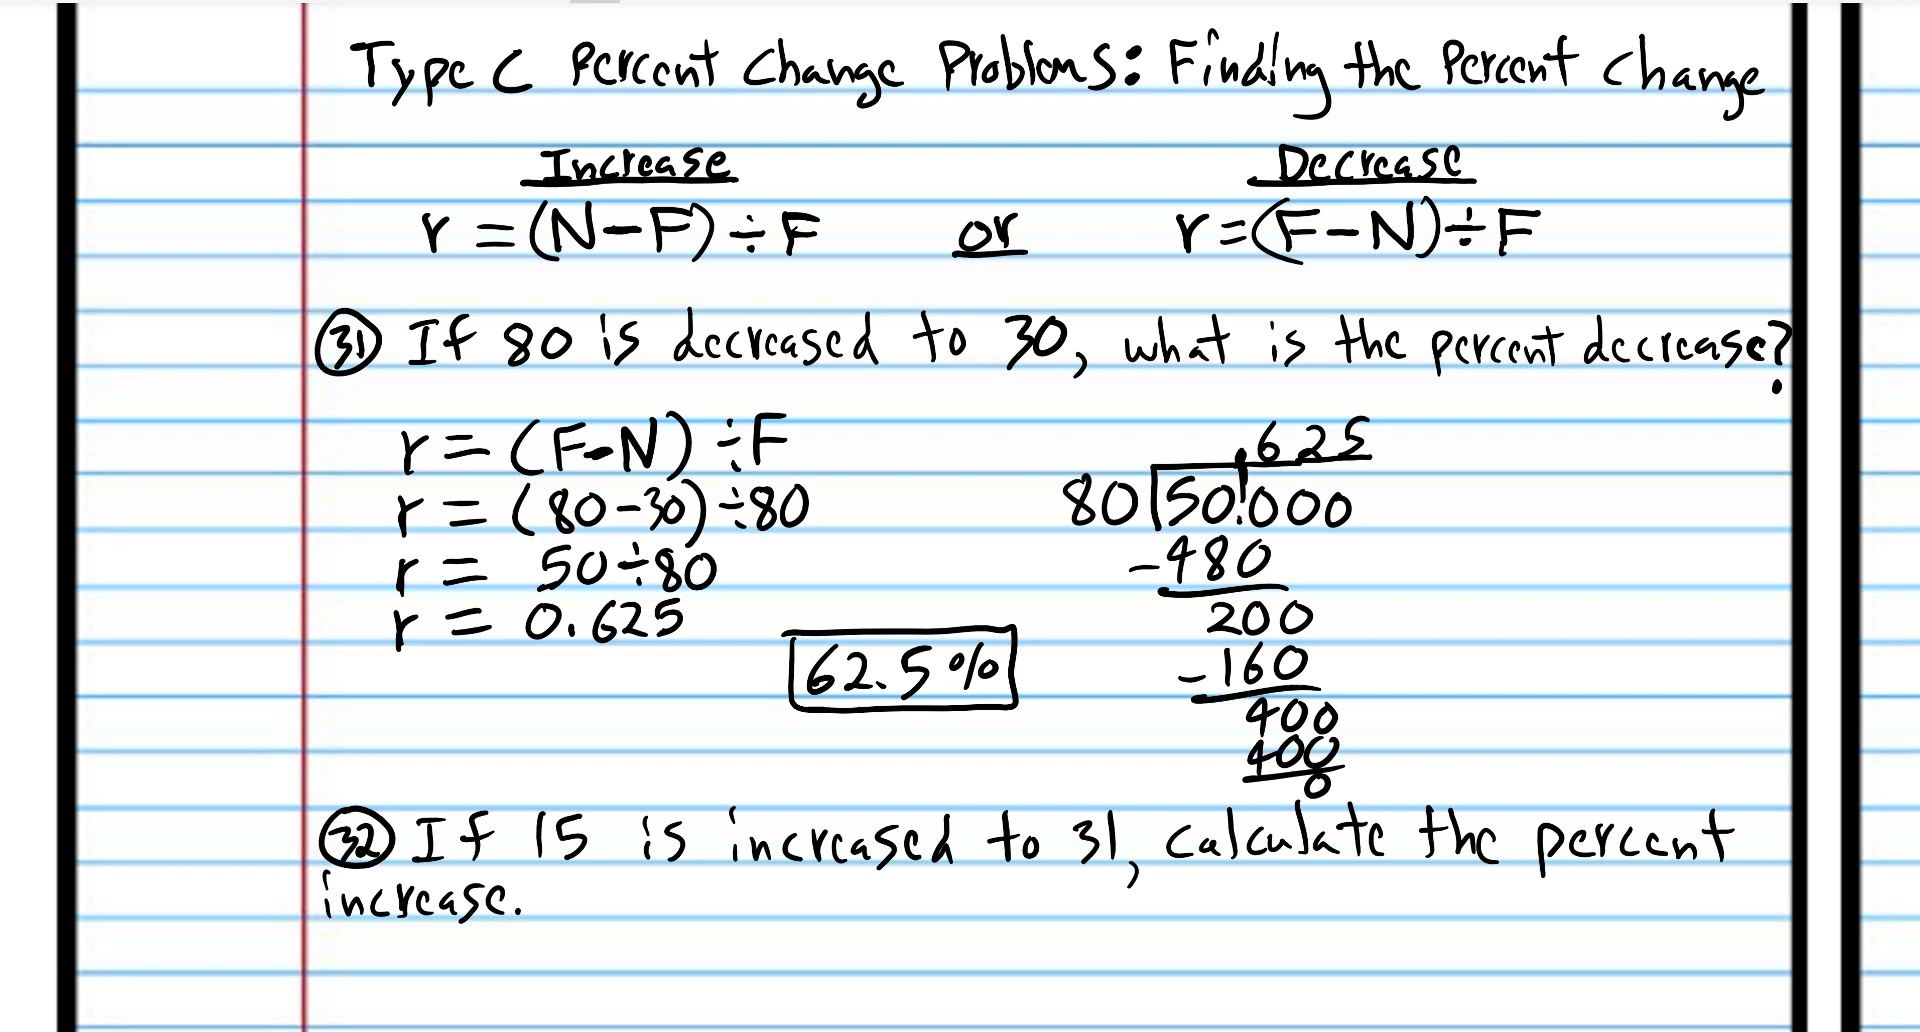 Type C Percent Change Problems: Finding the Percent Change
Increase
Decrease
r = (N-F) ÷ F or r = (F-N) ÷ F
31 If 80 is decreased to 30, what is the percent decrease?
r = (F-N) ÷ F
r = (80-30) ÷ 80
r = 50 ÷ 80
r = 0.625
62.5%
.625
80 50.000
-480
200
-160
400
400
0
32 If 15 is increased to 31, calculate the percent
increase.